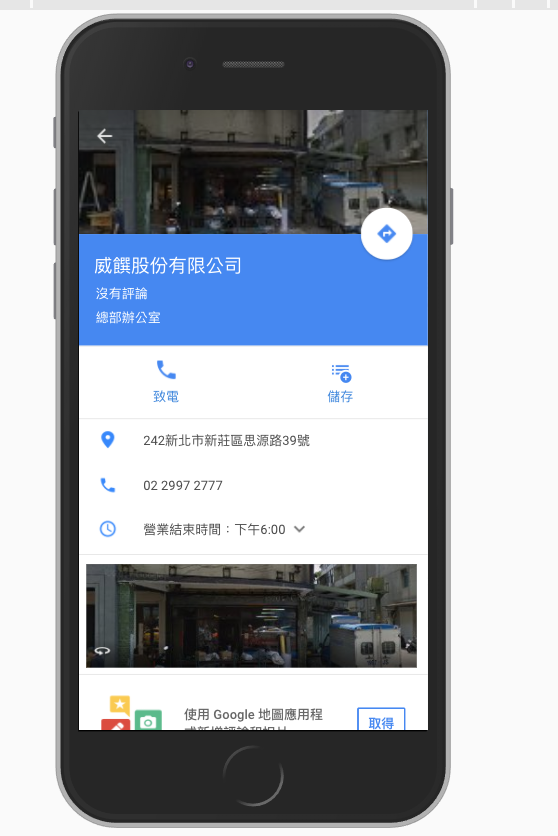 威饌股份有限公司
沒有評論
總部辦公室
致電
儲存
242新北市新莊區思源路39號
02 2997 2777
營業結束時間：下午6:00
使用 Google 地圖應用程
取得